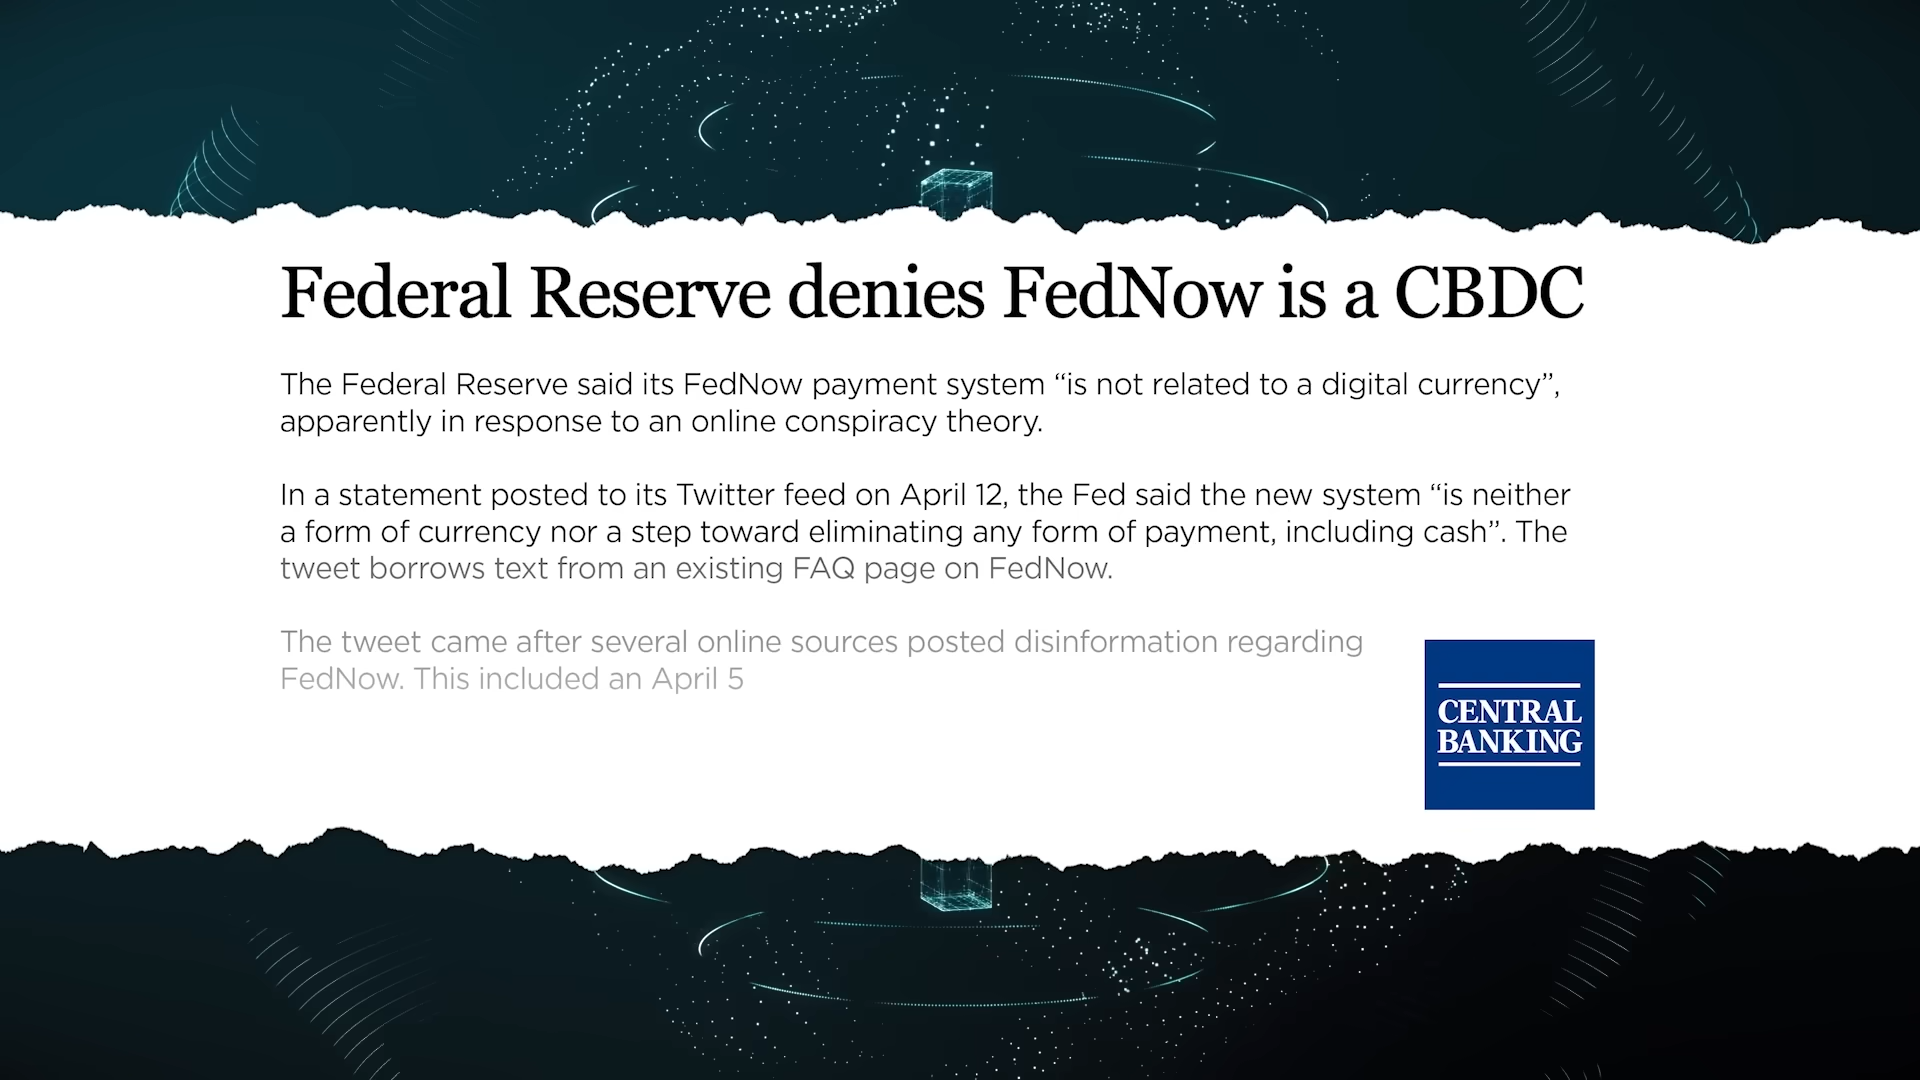 Federal Reserve denies FedNow is a CBDC
The Federal Reserve said its FedNow payment system “is not related to a digital currency”,
apparently in response to an online conspiracy theory.
In a statement posted to its Twitter feed on April 12, the Fed said the new system “is neither
a form of currency nor a step toward eliminating any form of payment, including cash”. The
tweet borrows text from an existing FAQ page on FedNow.
The tweet came after several online sources posted disinformation regarding
FedNow. This included an April 5
CENTRAL
BANKING